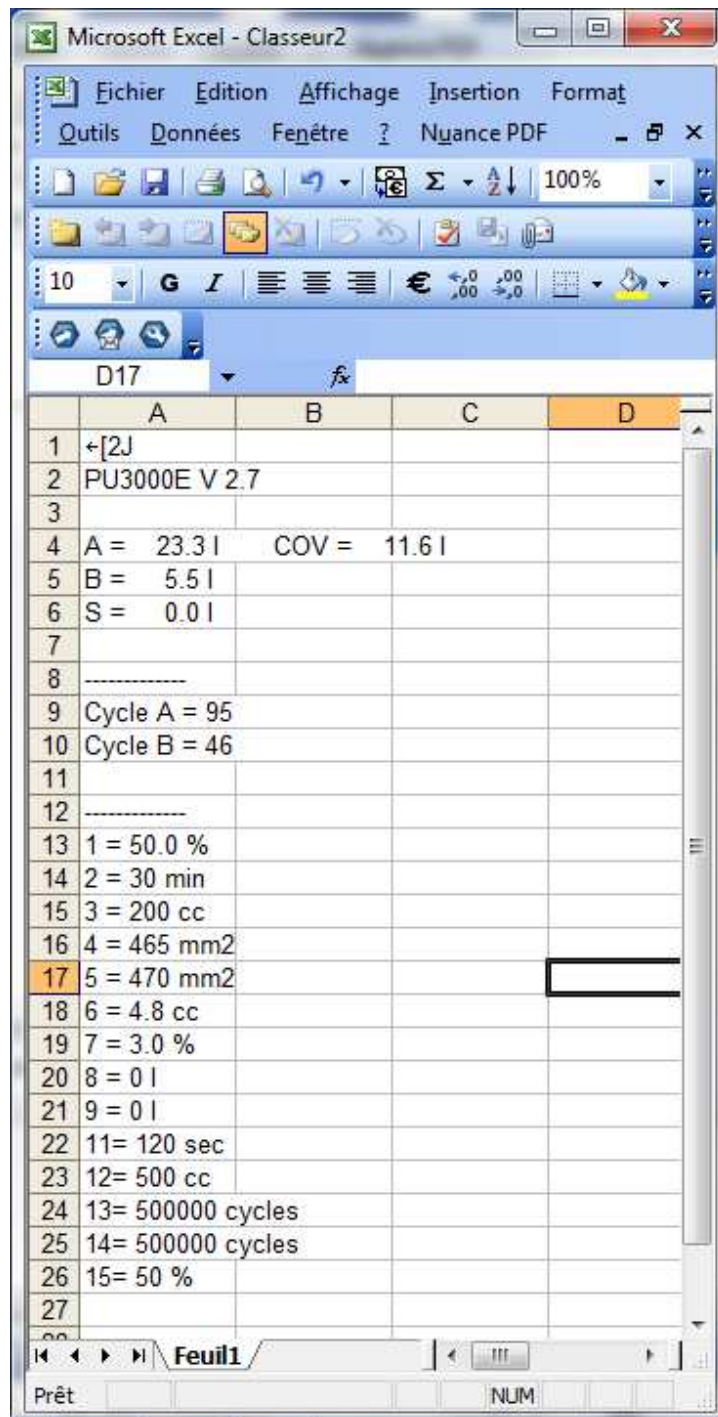 Microsoft Excel - Classeur2
Fichier Edition Affichage Insertion Format
Outils Données Fenêtre ? Nuance PDF
Σ A Z 100%
10 G I € ,0 ,00 ,00 ,0
D17 fx
A B C D
1 ←[2J
2 PU3000E V 2.7
3
4 A = 23.3 l COV = 11.6 l
5 B = 5.5 l
6 S = 0.0 l
7
8 -------------
9 Cycle A = 95
10 Cycle B = 46
11
12 -------------
13 1 = 50.0 %
14 2 = 30 min
15 3 = 200 cc
16 4 = 465 mm2
17 5 = 470 mm2
18 6 = 4.8 cc
19 7 = 3.0 %
20 8 = 0 l
21 9 = 0 l
22 11= 120 sec
23 12= 500 cc
24 13= 500000 cycles
25 14= 500000 cycles
26 15= 50 %
27
Feuil1
Prêt NUM